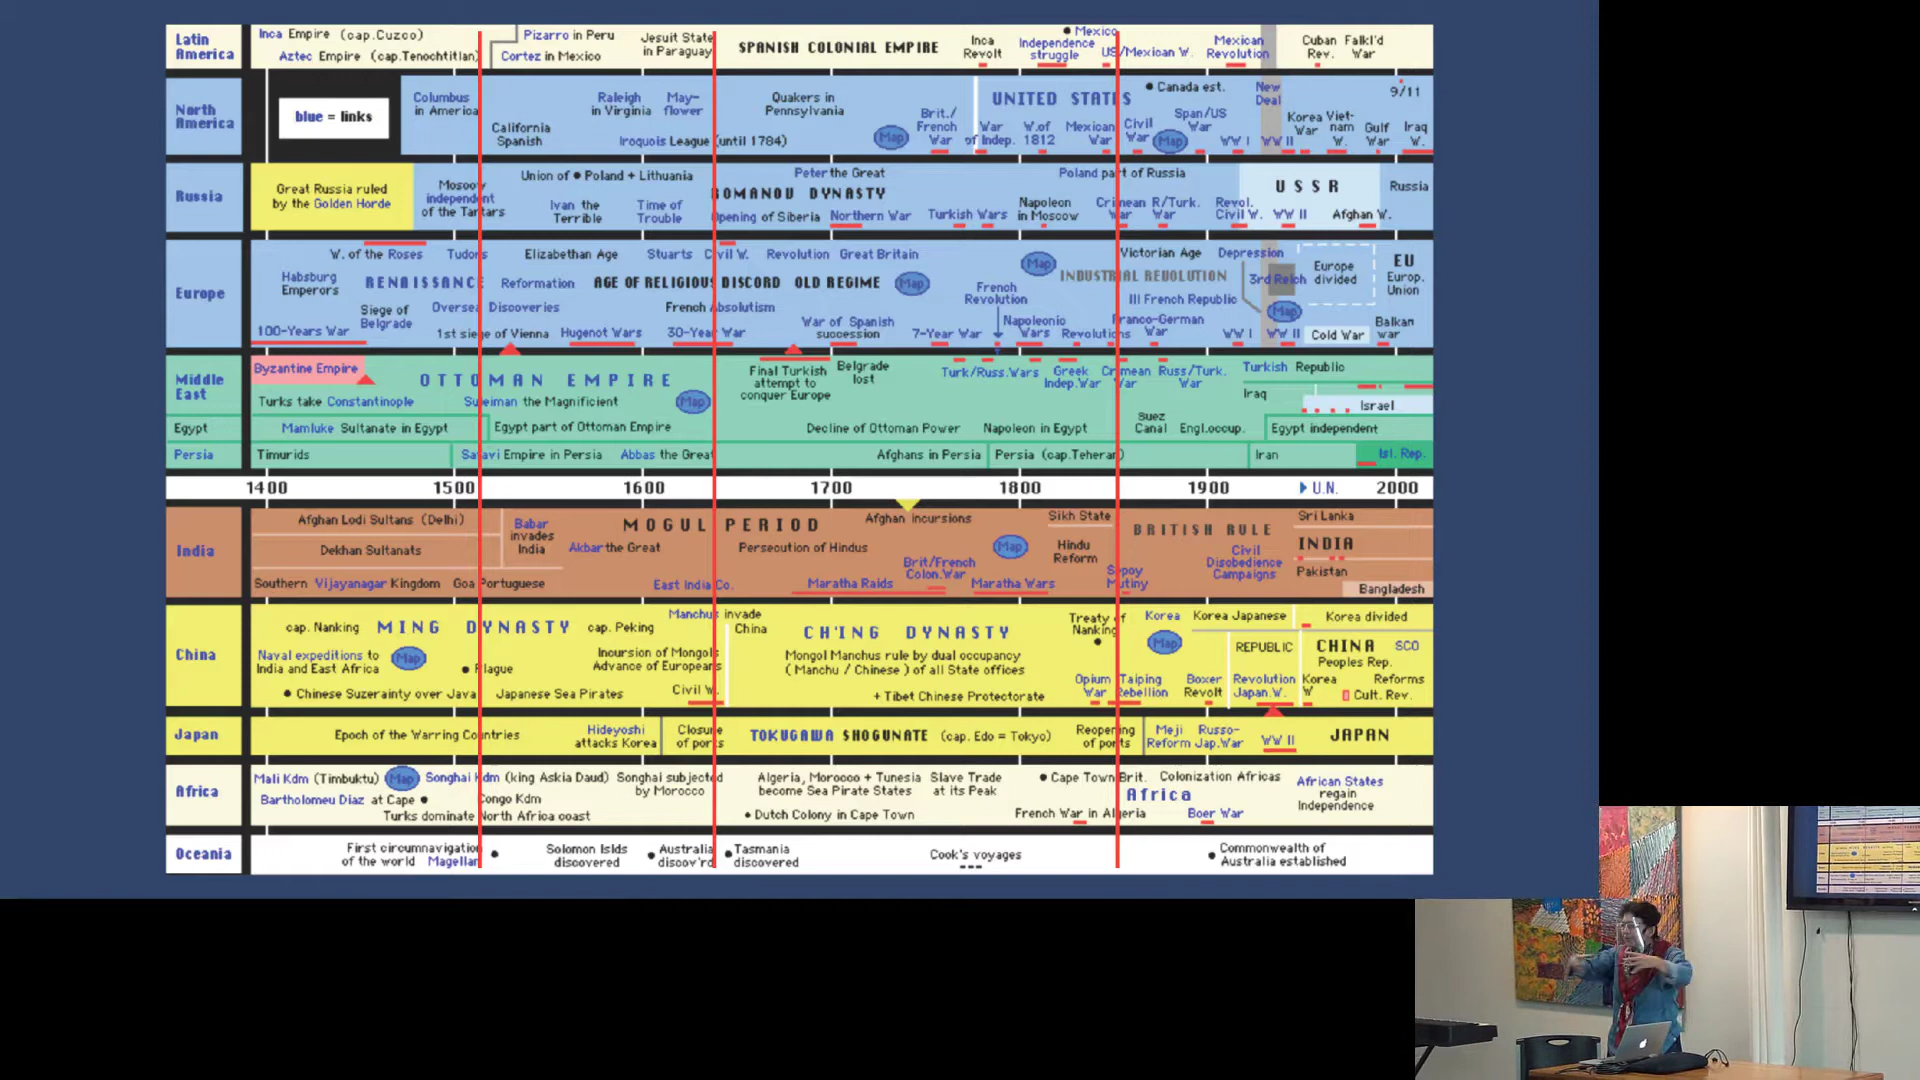 Latin
America
Inca Empire (cap.Cuzco)
Aztec Empire (cap.Tenochtitlan)
Pizarro in Peru
Cortez in Mexico
Jesuit State
in Paraguay
SPANISH COLONIAL EMPIRE
Inca
Revolt
Mexico
Independence
struggle
US/Mexican W.
Mexican
Revolution
Cuban
Rev.
Falkl'd
War
North
America
blue = links
Columbus
in America
California
Spanish
Raleigh
in Virginia
May-
flower
Iroquois League (until 1784)
Quakers in
Pennsylvania
Map
Brit./
French
War
UNITED STATES
War
of Indep.
W.of
1812
Mexican
War
Civil
War
Canada est.
Map
Span/US
War
WW I
New
Deal
WW II
Korea
War
Viet-
nam
W.
Gulf
War
9/11
Iraq
W.
Russia
Great Russia ruled
by the Golden Horde
Moscow
independent
of the Tartars
Union of • Poland + Lithuania
Ivan the
Terrible
Time of
Trouble
Peter the Great
ROMANOV DYNASTY
Opening of Siberia
Northern War
Turkish Wars
Napoleon
in Moscow
Poland part of Russia
Crimean
War
R/Turk.
War
Revol.
Civil W.
USSR
WW II
Afghan W.
Russia
Europe
W. of the Roses
Tudors
Elizabethan Age
Stuarts
Civil W.
Revolution
Great Britain
Victorian Age
Depression
Habsburg
Emperors
RENAISSANCE
Reformation
AGE OF RELIGIOUS DISCORD
OLD REGIME
Map
Map
INDUSTRIAL REVOLUTION
3rd Reich
Europe
divided
EU
Europ.
Union
Siege of
Belgrade
Oversea Discoveries
French Absolutism
French
Revolution
III French Republic
Map
100-Years War
1st siege of Vienna
Hugenot Wars
30-Year War
War of Spanish
succession
7-Year War
Napoleonic
Wars
Revolutions
Franco-German
War
WW I
WW II
Cold War
Balkan
war
Middle
East
Byzantine Empire
OTTOMAN EMPIRE
Turks take Constantinople
Suleiman the Magnificient
Map
Final Turkish
attempt to
conquer Europe
Belgrade
lost
Turk/Russ.Wars
Greek
Indep.War
Crimean
War
Russ/Turk.
War
Turkish Republic
Iraq
Israel
Egypt
Mamluke Sultanate in Egypt
Egypt part of Ottoman Empire
Decline of Ottoman Power
Napoleon in Egypt
Suez
Canal
Engl.occup.
Egypt independent
Persia
Timurids
Safavi Empire in Persia
Abbas the Great
Afghans in Persia
Persia (cap.Teheran)
Iran
Isl. Rep.
1400
1500
1600
1700
1800
1900
U.N.
2000
India
Afghan Lodi Sultans (Delhi)
Dekhan Sultanats
Southern Vijayanagar Kingdom
Goa Portuguese
Babar
invades
India
MOGUL PERIOD
Akbar the Great
East India Co.
Persecution of Hindus
Maratha Raids
Afghan incursions
Brit/French
Colon.War
Map
Maratha Wars
Sikh State
Hindu
Reform
Sepoy
Mutiny
BRITISH RULE
Civil
Disobedience
Campaigns
Sri Lanka
INDIA
Pakistan
Bangladesh
China
cap. Nanking
MING DYNASTY
cap. Peking
Manchus invade
China
Naval expeditions to
India and East Africa
Map
Plague
Incursion of Mongols
Advance of Europeans
Chinese Suzerainty over Java
Japanese Sea Pirates
Civil W.
CH'ING DYNASTY
Mongol Manchus rule by dual occupancy
( Manchu / Chinese ) of all State offices
+ Tibet Chinese Protectorate
Treaty of
Nanking
Opium
War
Taiping
Rebellion
Korea
Map
Korea Japanese
Boxer
Revolt
REPUBLIC
Revolution
Japan.W.
Korea divided
CHINA
SCO
Peoples Rep.
Korea
W
Reforms
Cult. Rev.
Japan
Epoch of the Warring Countries
Hideyoshi
attacks Korea
Closure
of ports
TOKUGAWA SHOGUNATE (cap. Edo = Tokyo)
Reopening
of ports
Meji
Reform
Russo-
Jap.War
WW II
JAPAN
Africa
Mali Kdm (Timbuktu)
Map
Songhai Kdm (king Askia Daud)
Songhai subjected
by Morocco
Bartholomeu Diaz at Cape
Congo Kdm
Turks dominate North Africa coast
Algeria, Morocco + Tunesia
become Sea Pirate States
Slave Trade
at its Peak
Dutch Colony in Cape Town
Cape Town Brit.
Colonization Africas
Africa
French War in Algeria
Boer War
African States
regain
Independence
Oceania
First circumnavigation
of the world Magellan
Solomon Islds
discovered
Australia
discov'rd
Tasmania
discovered
Cook's voyages
Commonwealth of
Australia established